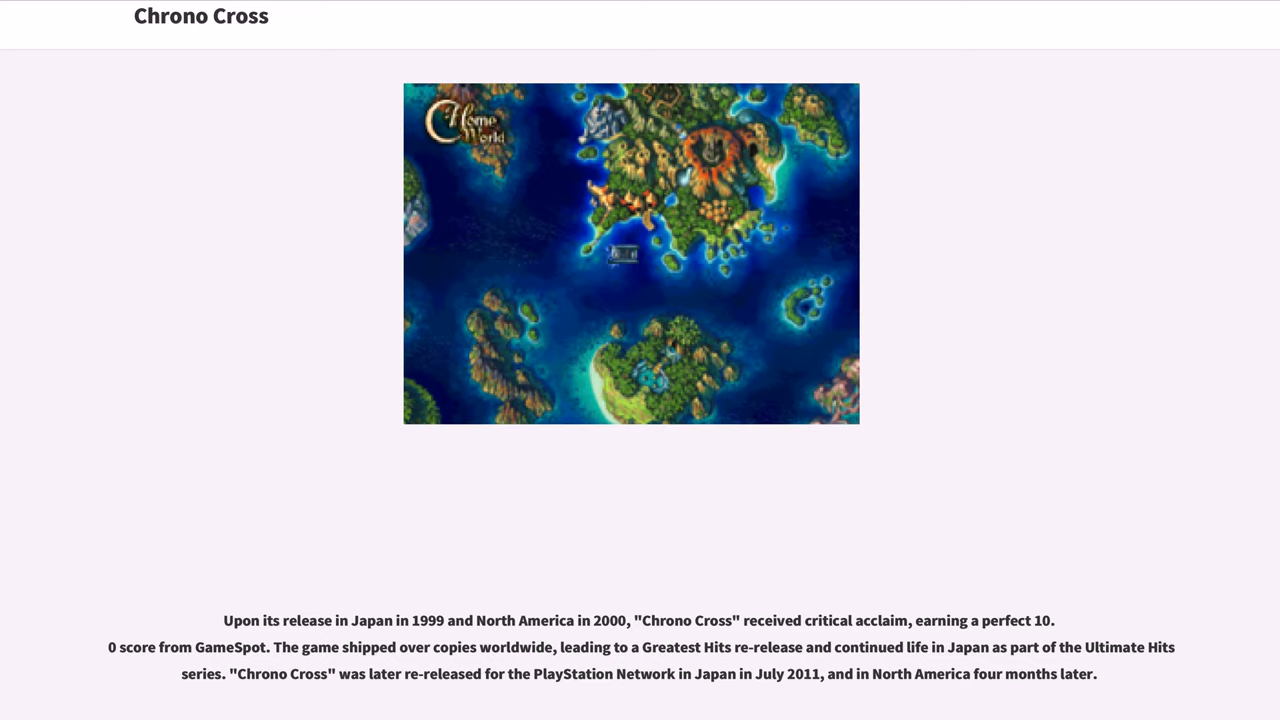 Chrono Cross
Home
World
Upon its release in Japan in 1999 and North America in 2000, "Chrono Cross" received critical acclaim, earning a perfect 10.
0 score from GameSpot. The game shipped over copies worldwide, leading to a Greatest Hits re-release and continued life in Japan as part of the Ultimate Hits
series. "Chrono Cross" was later re-released for the PlayStation Network in Japan in July 2011, and in North America four months later.